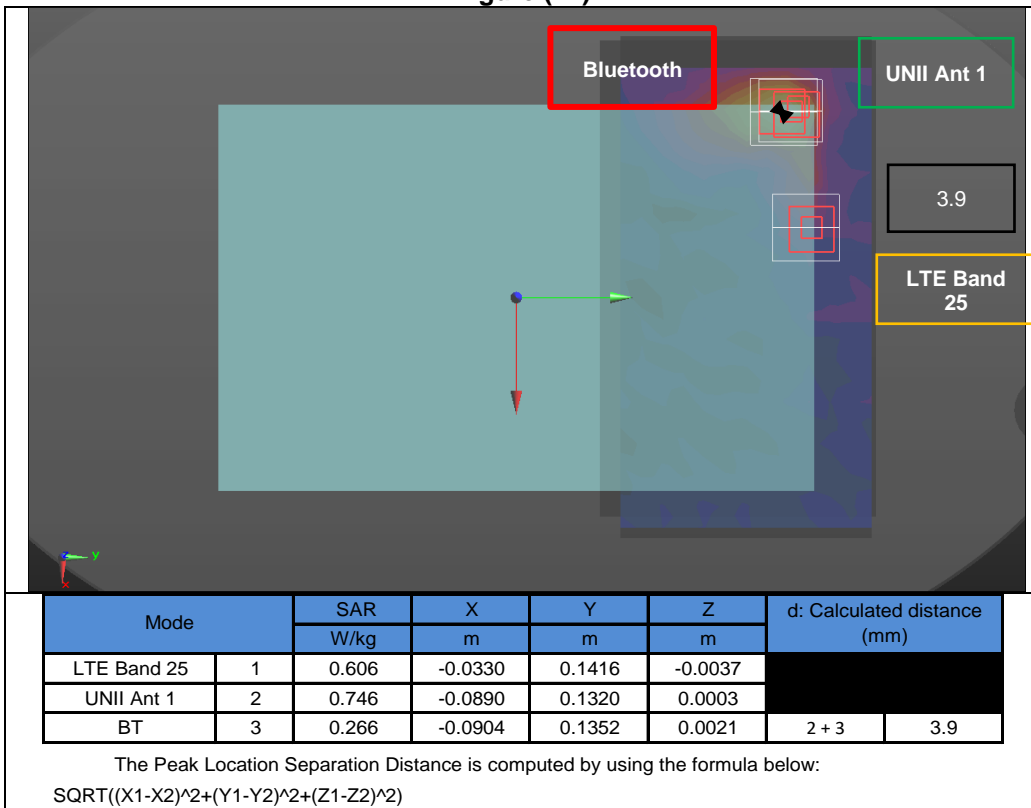 Bluetooth
UNII Ant 1
3.9
LTE Band
25
z
y
x
Mode SAR X Y Z d: Calculated distance
(mm)
W/kg m m m
LTE Band 25 1 0.606 -0.0330 0.1416 -0.0037
UNII Ant 1 2 0.746 -0.0890 0.1320 0.0003
BT 3 0.266 -0.0904 0.1352 0.0021 2 + 3 3.9
The Peak Location Separation Distance is computed by using the formula below:
SQRT((X1-X2)^2+(Y1-Y2)^2+(Z1-Z2)^2)